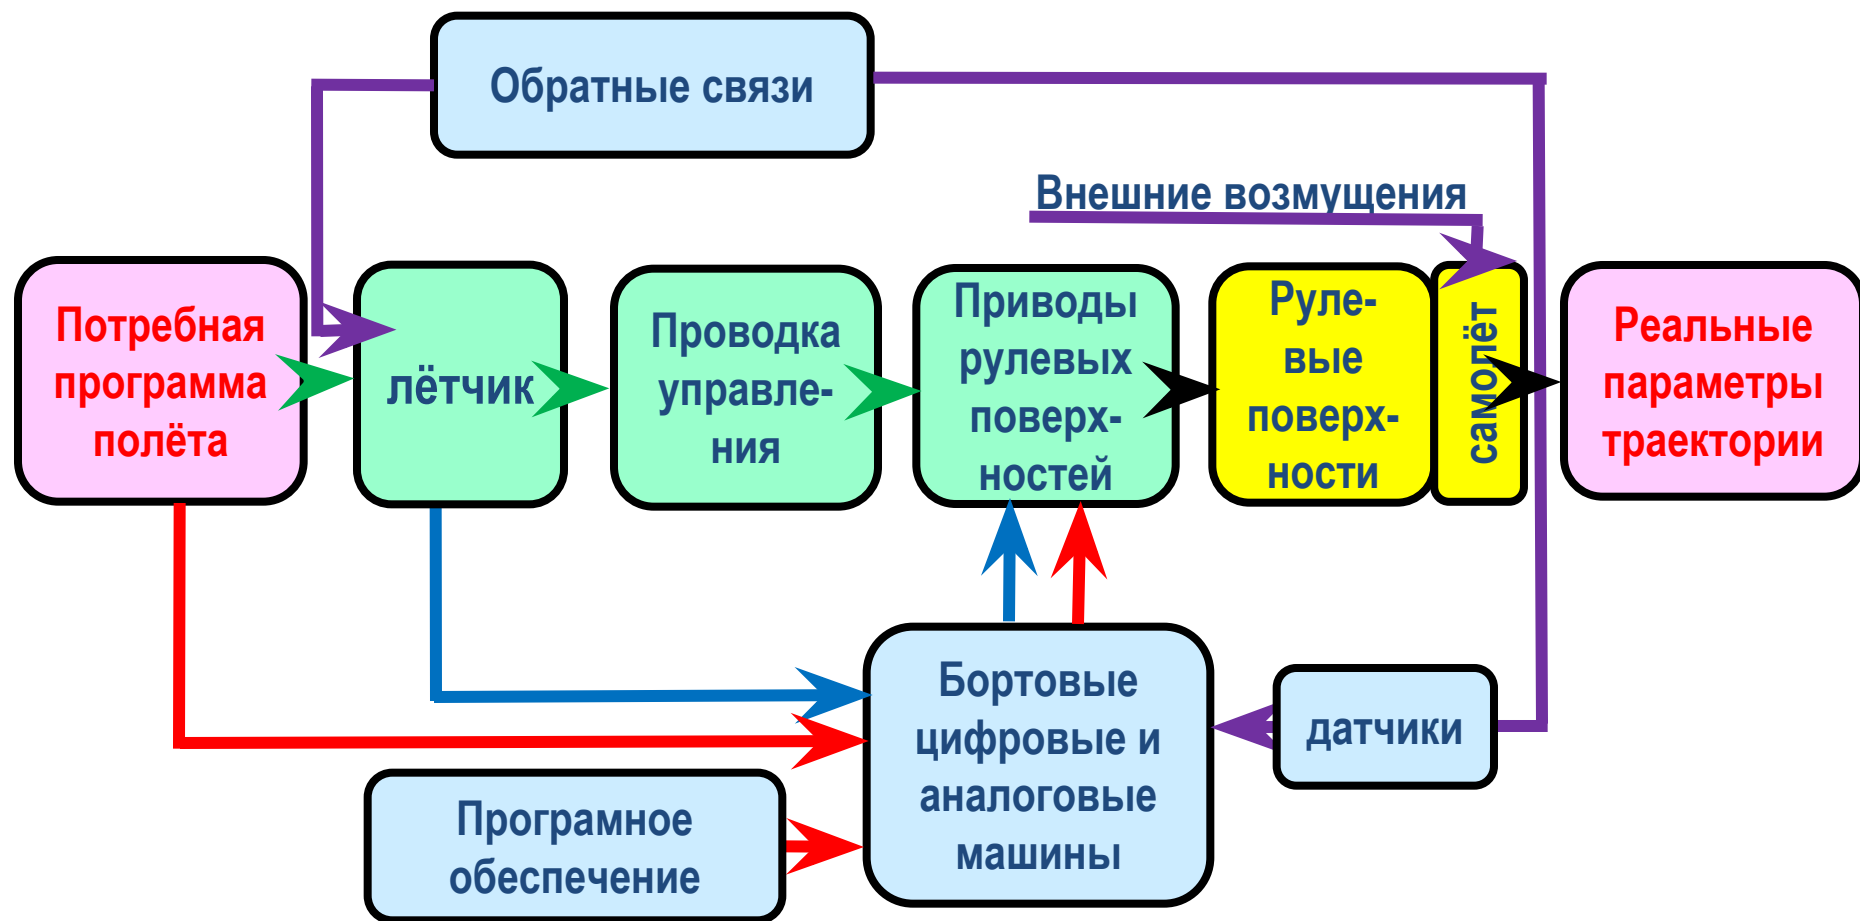 Обратные связи
Внешние возмущения
Потребная
программа
полёта
лётчик
Проводка
управле-
ния
Приводы
рулевых
поверх-
ностей
Руле-
вые
поверх-
ности
самолёт
Реальные
параметры
траектории
Бортовые
цифровые и
аналоговые
машины
датчики
Програмное
обеспечение